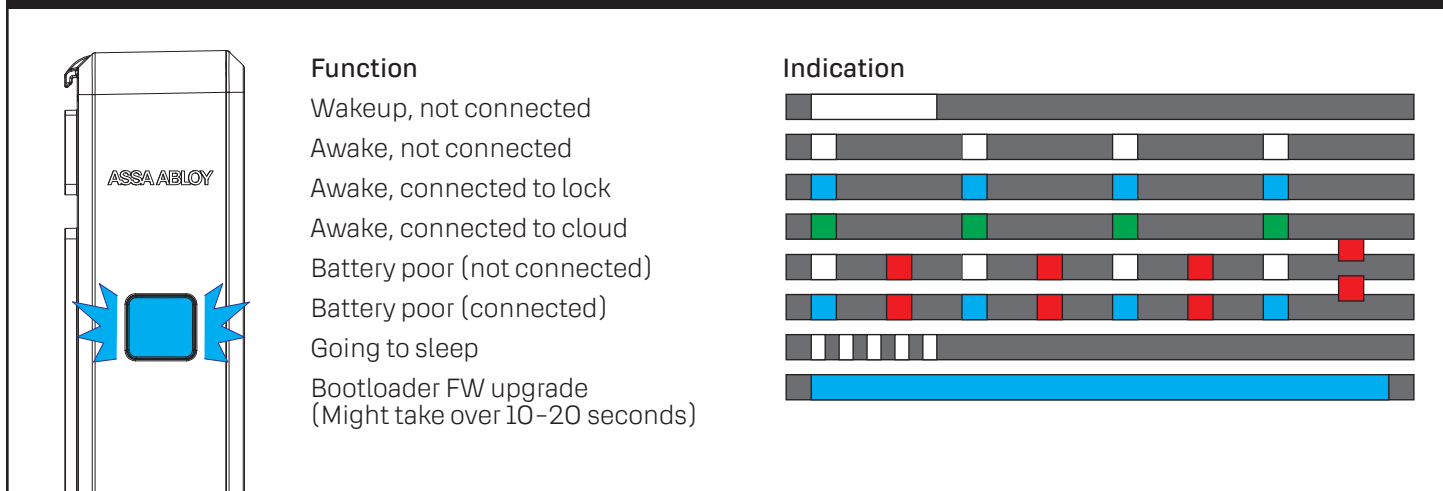 Function
Indication
Wakeup, not connected
Awake, not connected
ASSA ABLOY
Awake, connected to lock
Awake, connected to cloud
Battery poor (not connected)
Battery poor (connected)
Going to sleep
Bootloader FW upgrade
(Might take over 10-20 seconds)